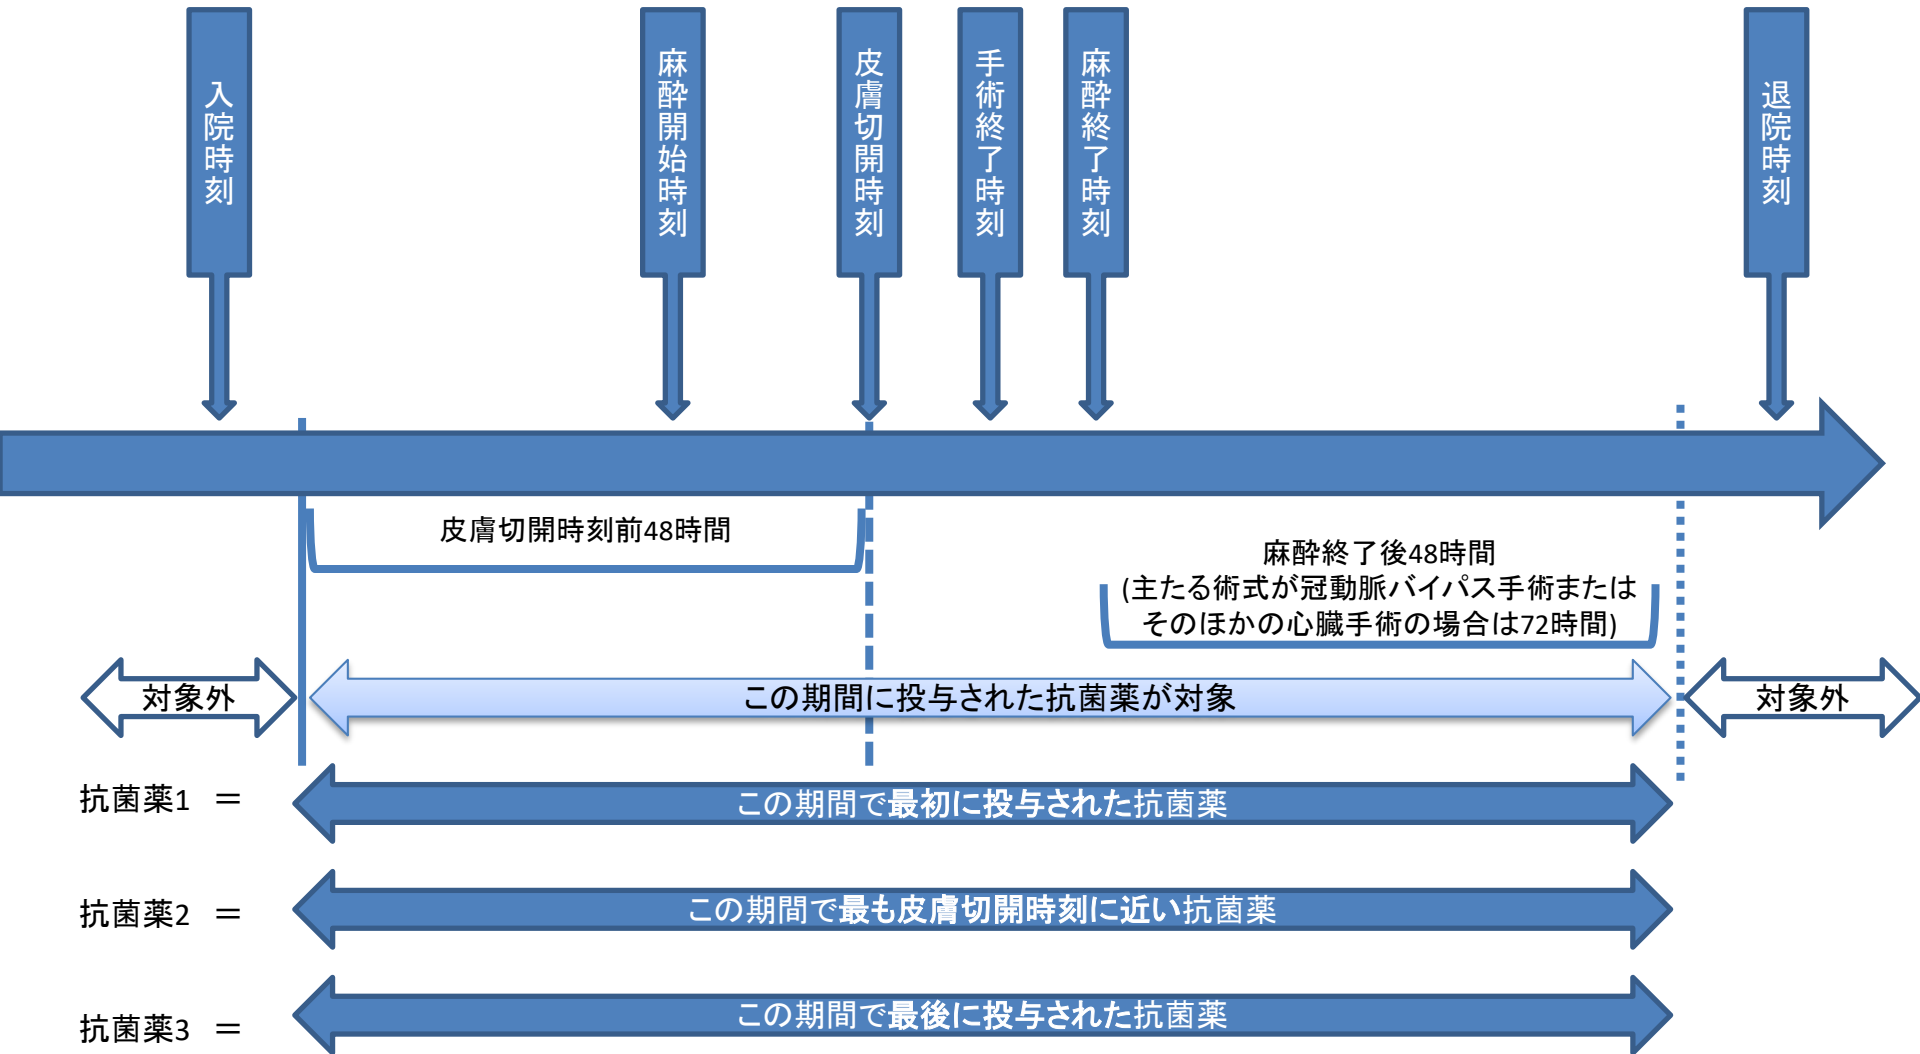 入院時刻
麻酔開始時刻
皮膚切開時刻
手術終了時刻
麻酔終了時刻
退院時刻
皮膚切開時刻前48時間
麻酔終了後48時間
(主たる術式が冠動脈バイパス手術または
そのほかの心臓手術の場合は72時間)
対象外
この期間に投与された抗菌薬が対象
対象外
抗菌薬1 ＝
この期間で最初に投与された抗菌薬
抗菌薬2 ＝
この期間で最も皮膚切開時刻に近い抗菌薬
抗菌薬3 ＝
この期間で最後に投与された抗菌薬